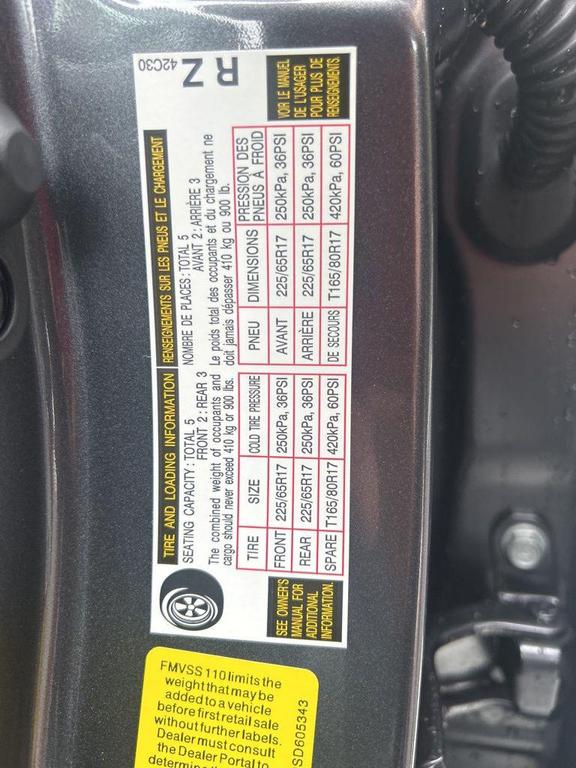 TIRE AND LOADING INFORMATION
RENSEIGNEMENTS SUR LES PNEUS ET LE CHARGEMENT
SEATING CAPACITY : TOTAL 5
FRONT 2 : REAR 3
The combined weight of occupants and
cargo should never exceed 410 kg or 900 lbs.
NOMBRE DE PLACES : TOTAL 5
AVANT 2 : ARRIÈRE 3
Le poids total des occupants et du chargement ne
doit jamais dépasser 410 kg ou 900 lb.
TIRE SIZE COLD TIRE PRESSURE
FRONT 225/65R17 250kPa, 36PSI
REAR 225/65R17 250kPa, 36PSI
SPARE T165/80R17 420kPa, 60PSI
PNEU DIMENSIONS PRESSION DES
PNEUS À FROID
AVANT 225/65R17 250kPa, 36PSI
ARRIÈRE 225/65R17 250kPa, 36PSI
DE SECOURS T165/80R17 420kPa, 60PSI
SEE OWNER'S
MANUAL FOR
ADDITIONAL
INFORMATION.
VOIR LE MANUEL
DE L'USAGER
POUR PLUS DE
RENSEIGNEMENTS
42C30
R Z
FMVSS 110 limits the
weight that may be
added to a vehicle
before first retail sale
without further labels.
Dealer must consult
the Dealer Portal to
SD605343